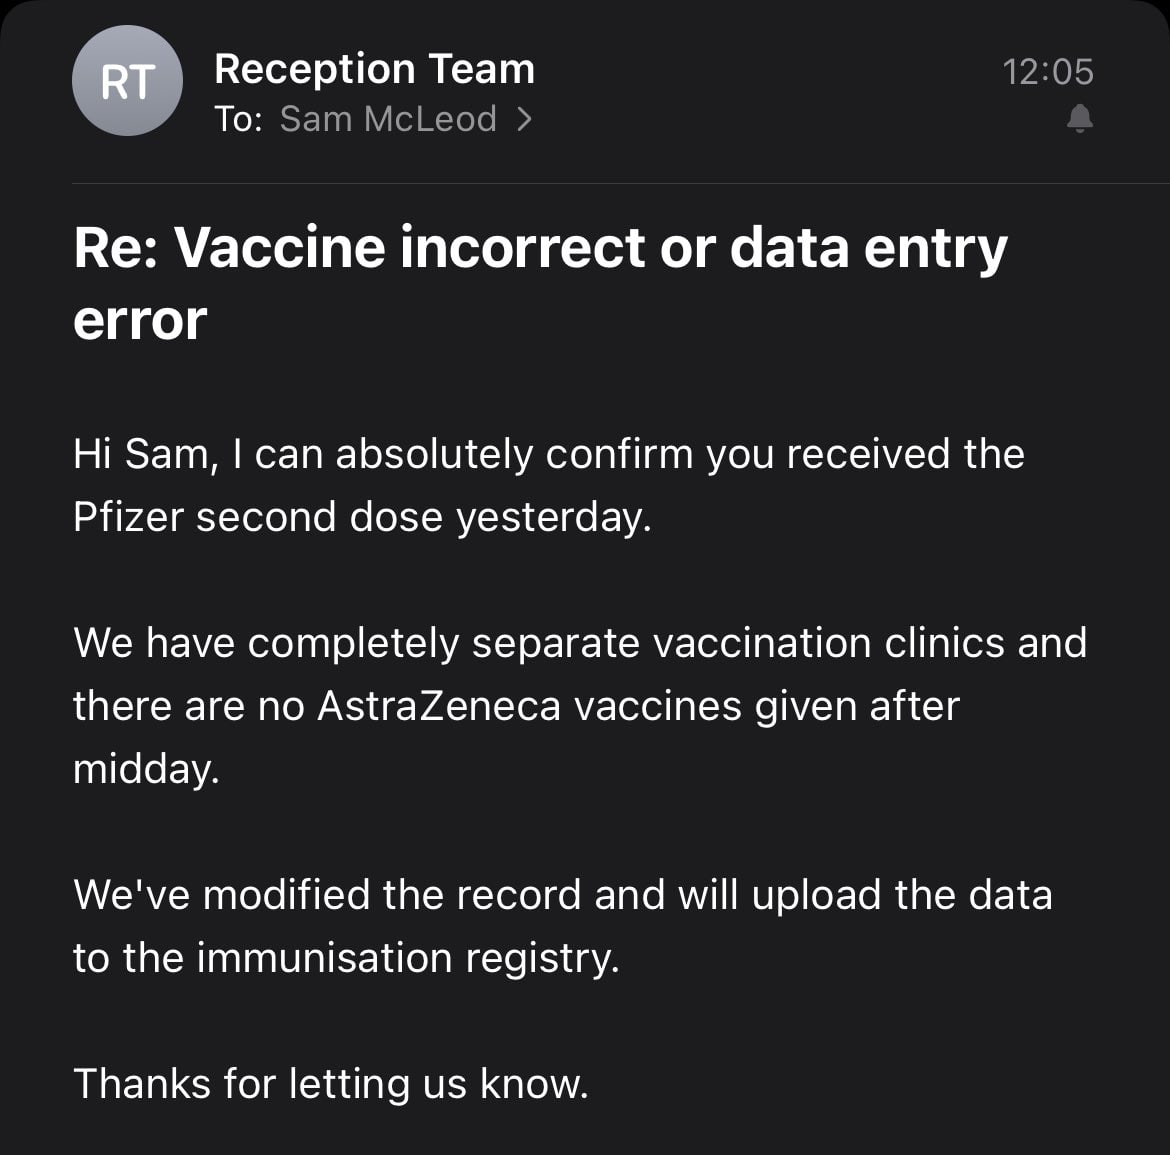 RT
Reception Team
12:05
To: Sam McLeod >
Re: Vaccine incorrect or data entry
error
Hi Sam, I can absolutely confirm you received the
Pfizer second dose yesterday.
We have completely separate vaccination clinics and
there are no AstraZeneca vaccines given after
midday.
We've modified the record and will upload the data
to the immunisation registry.
Thanks for letting us know.